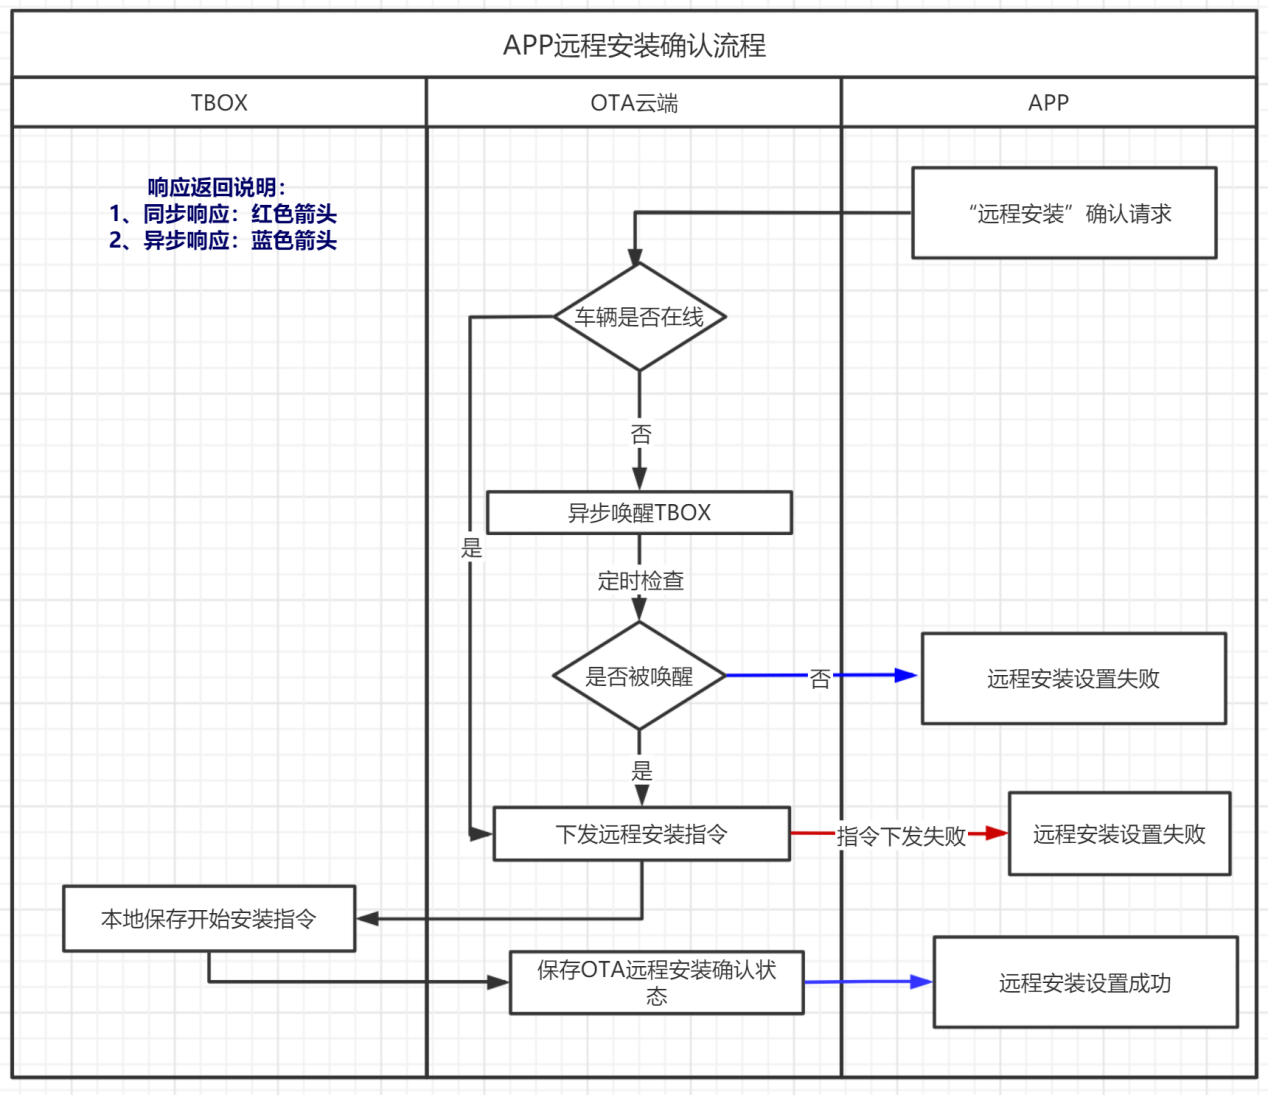 APP远程安装确认流程
TBOX
OTA云端
APP
响应返回说明：
1、同步响应：红色箭头
2、异步响应：蓝色箭头
“远程安装”确认请求
车辆是否在线
否
异步唤醒TBOX
是
定时检查
是否被唤醒
否
远程安装设置失败
是
下发远程安装指令
指令下发失败
远程安装设置失败
本地保存开始安装指令
保存OTA远程安装确认状
态
远程安装设置成功